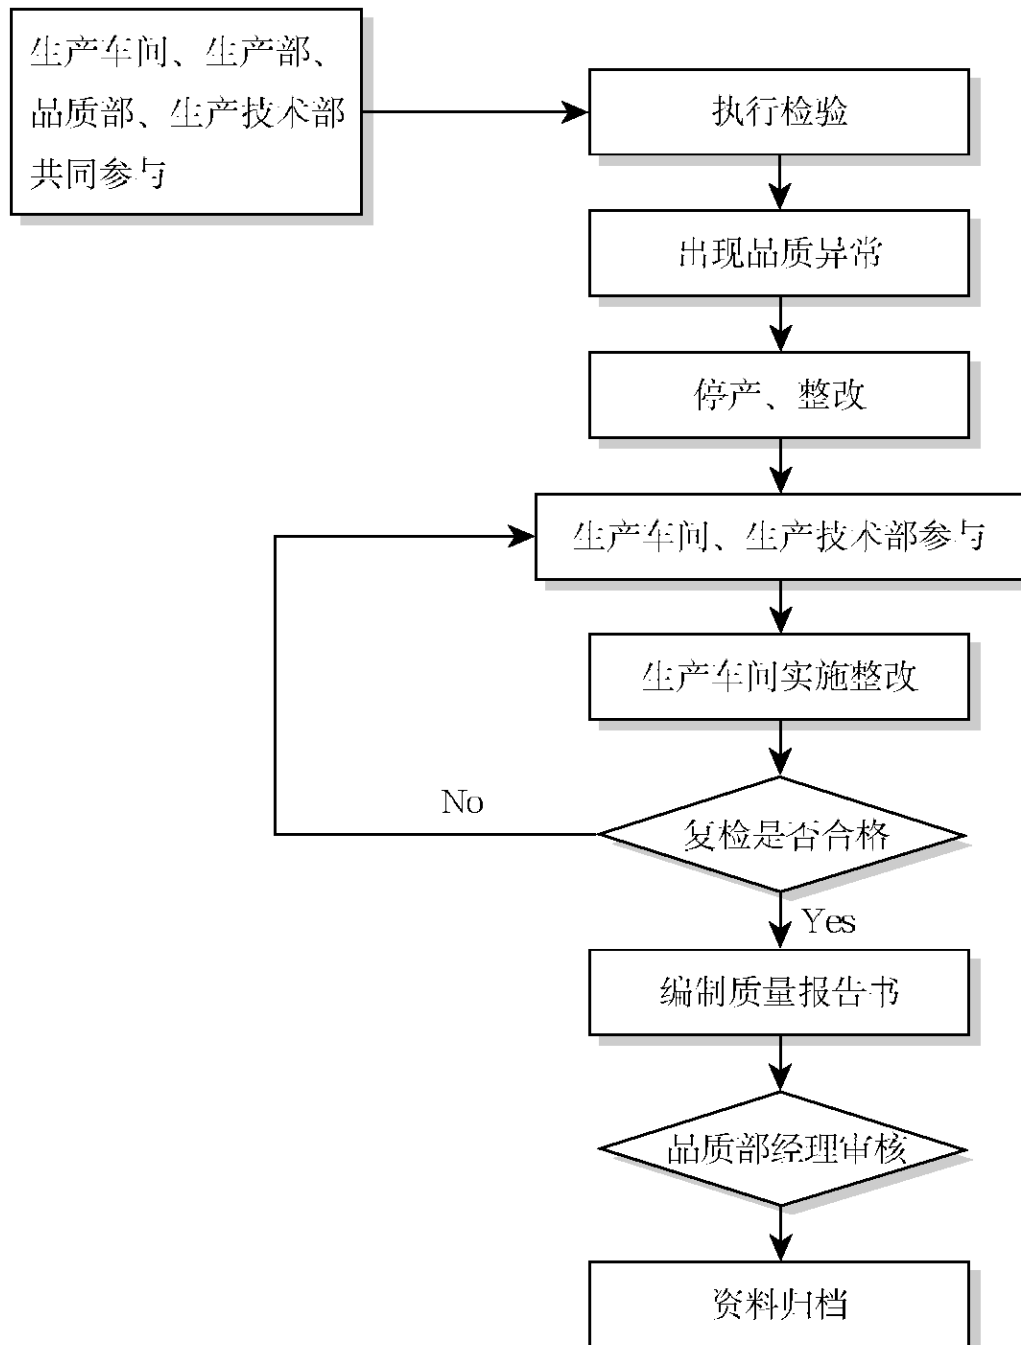 生产车间、生产部、
品质部、生产技术部
共同参与
执行检验
出现品质异常
停产、整改
生产车间、生产技术部参与
生产车间实施整改
No
复检是否合格
Yes
编制质量报告书
品质部经理审核
资料归档